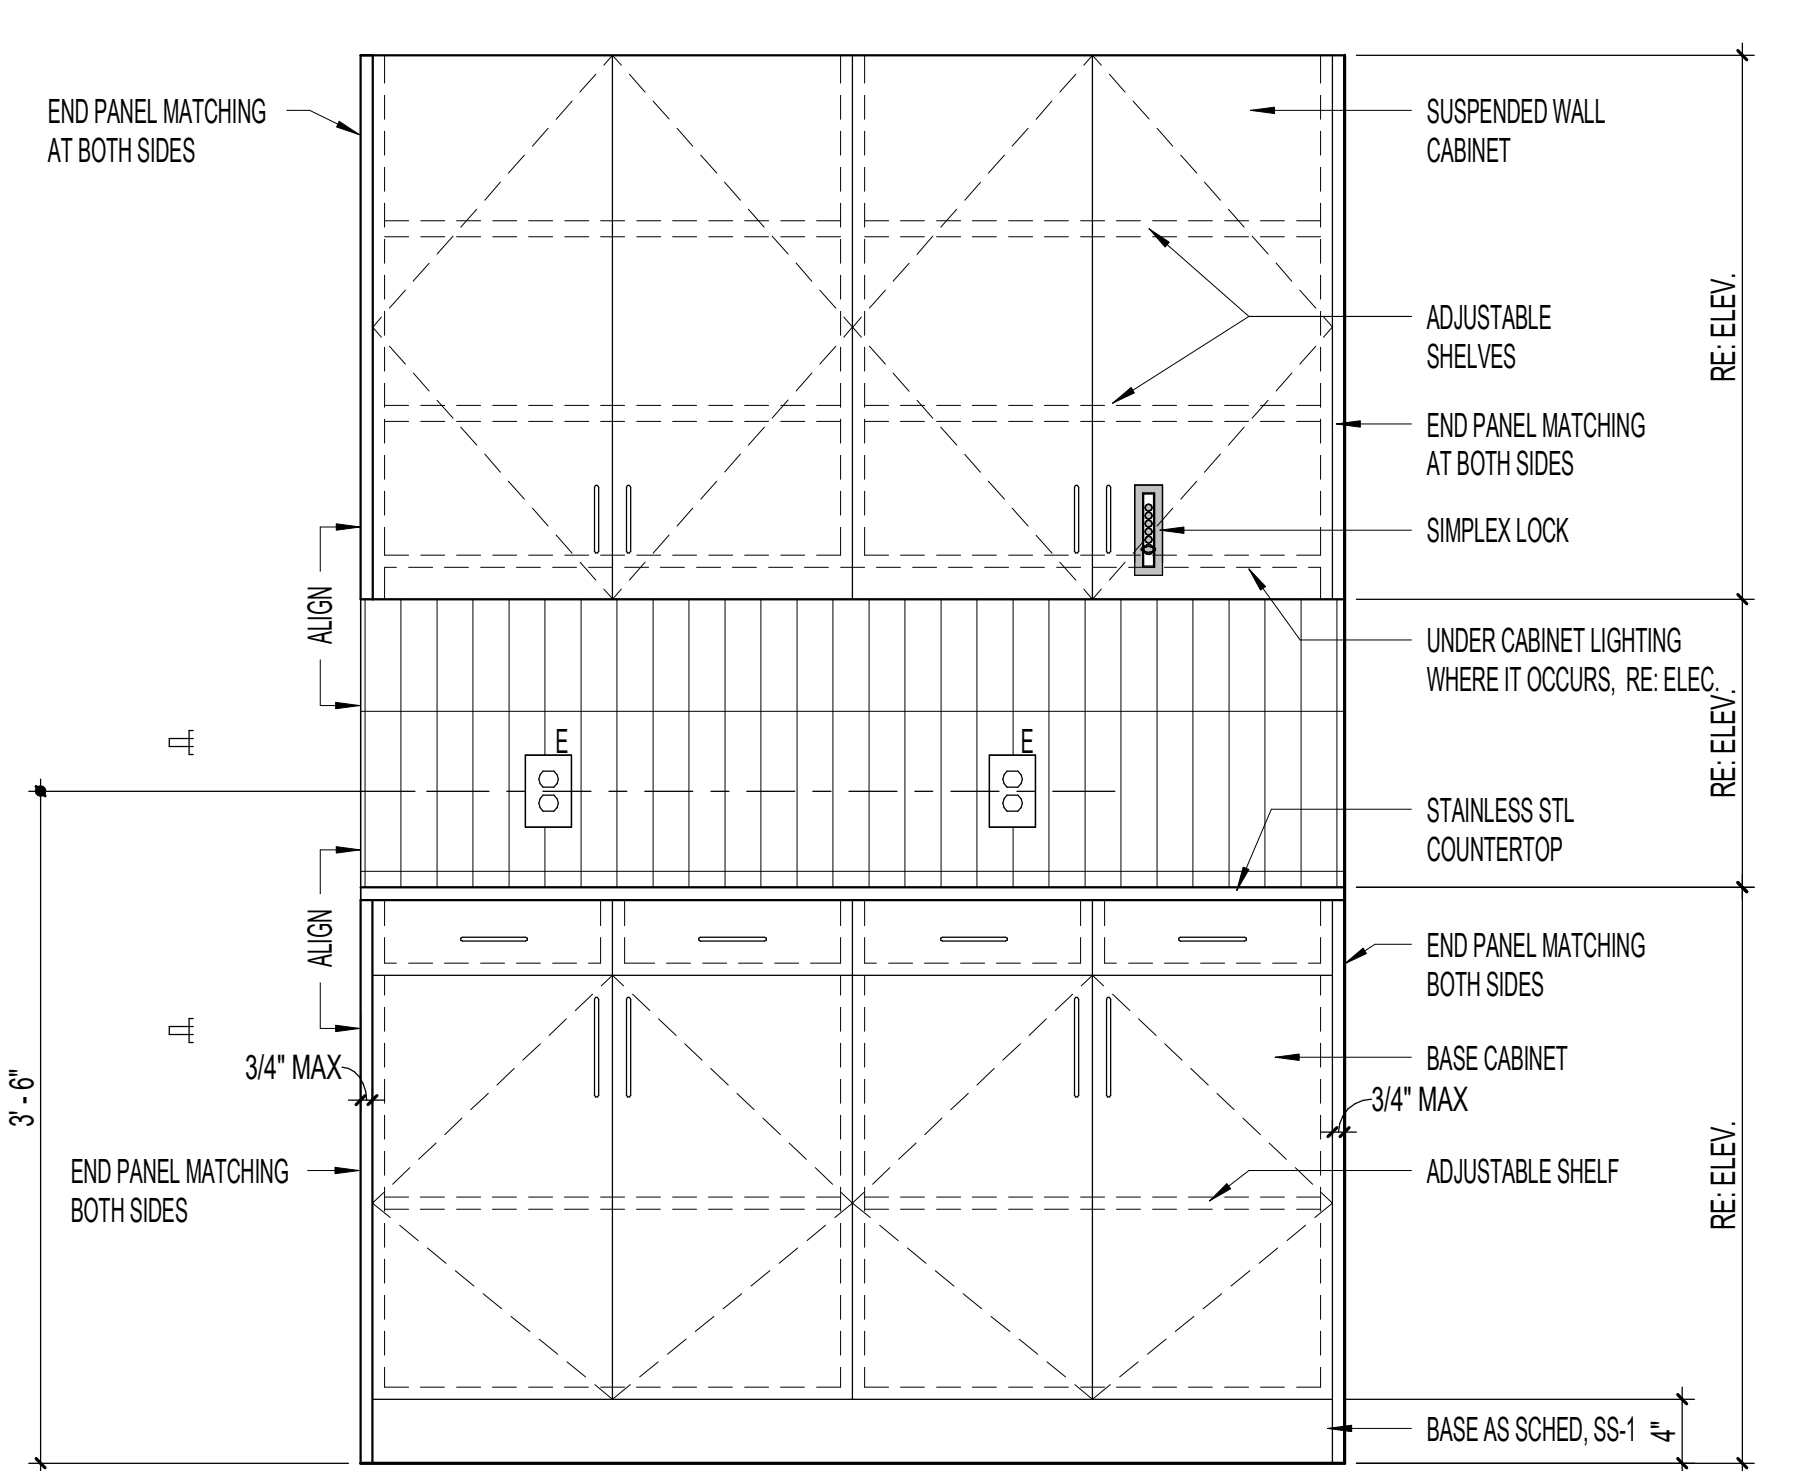 END PANEL MATCHING
AT BOTH SIDES
SUSPENDED WALL
CABINET
ADJUSTABLE
SHELVES
RE: ELEV.
END PANEL MATCHING
AT BOTH SIDES
SIMPLEX LOCK
ALIGN
UNDER CABINET LIGHTING
WHERE IT OCCURS, RE: ELEC.
RE: ELEV.
E
E
STAINLESS STL
COUNTERTOP
ALIGN
END PANEL MATCHING
BOTH SIDES
3/4" MAX
BASE CABINET
3/4" MAX
3' - 6"
END PANEL MATCHING
BOTH SIDES
ADJUSTABLE SHELF
RE: ELEV.
BASE AS SCHED, SS-1
4"